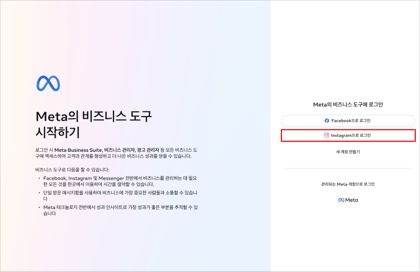 Meta의 비즈니스 도구
시작하기
로그인 시 Meta Business Suite, 비즈니스 관리자, 광고 관리자 등 모든 비즈니스 도
구에 액세스하여 고객과 관계를 형성하고 더 나은 비즈니스 성과를 얻을 수 있습니다.
비즈니스 도구로 다음을 할 수 있습니다.
• Facebook, Instagram 및 Messenger 전반에서 비즈니스를 관리하는 데 필요
한 모든 것을 한곳에서 이용하여 시간을 절약할 수 있습니다.
• 단일 받은 메시지함을 사용하여 비즈니스에 가장 중요한 사람들과 소통할 수 있습니
다
• Meta 테크놀로지 전반에서 성과 인사이트로 가장 성과가 좋은 부분을 추적할 수 있
습니다
Meta의 비즈니스 도구에 로그인
Facebook으로 로그인
Instagram으로 로그인
새 계정 만들기
관리되는 Meta 계정으로 로그인
Meta